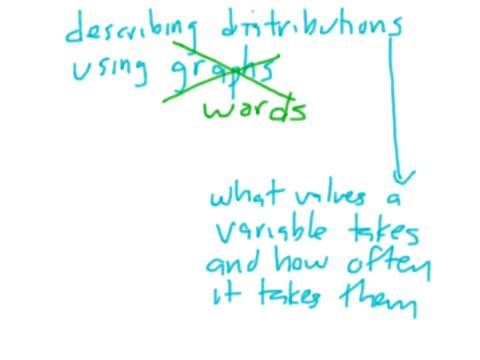 describing distributions
using graphs
words
what values a
variable takes
and how often
it takes them